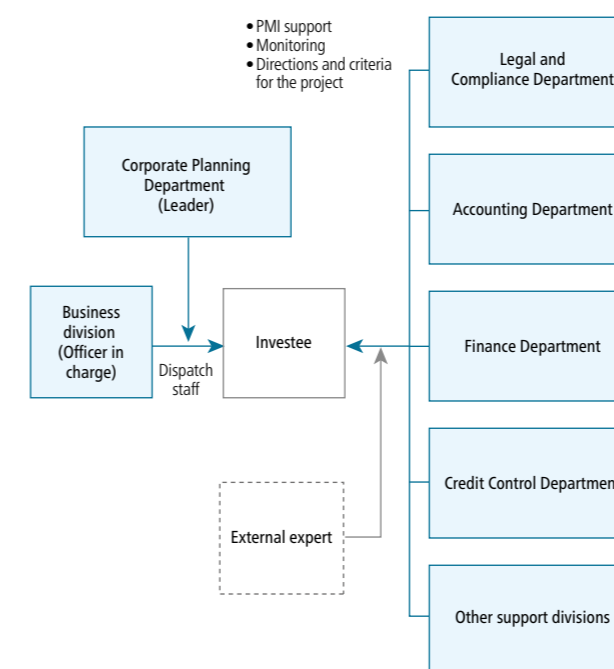 • PMI support
• Monitoring
• Directions and criteria
for the project
Legal and
Compliance Department
Corporate Planning
Department
(Leader)
Accounting Department
Business
division
(Officer in
charge)
Dispatch
staff
Investee
Finance Department
Credit Control Departmen
External expert
Other support divisions